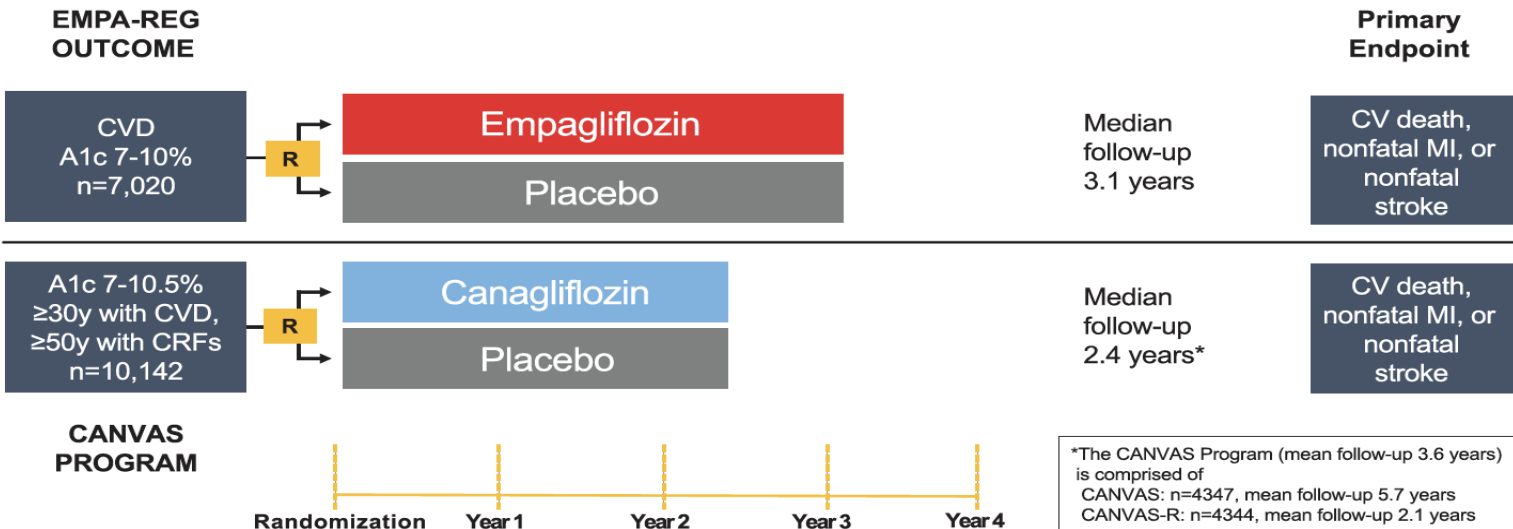 EMPA-REG
OUTCOME
Primary
Endpoint
CVD
A1c 7-10%
n=7,020
R
Empagliflozin
Placebo
Median
follow-up
3.1 years
CV death,
nonfatal MI, or
nonfatal
stroke
A1c 7-10.5%
≥30y with CVD,
≥50y with CRFs
n=10,142
R
Canagliflozin
Placebo
Median
follow-up
2.4 years*
CV death,
nonfatal MI, or
nonfatal
stroke
CANVAS
PROGRAM
Randomization Year 1 Year 2 Year 3 Year 4
*The CANVAS Program (mean follow-up 3.6 years)
is comprised of
CANVAS: n=4347, mean follow-up 5.7 years
CANVAS-R: n=4344, mean follow-up 2.1 years